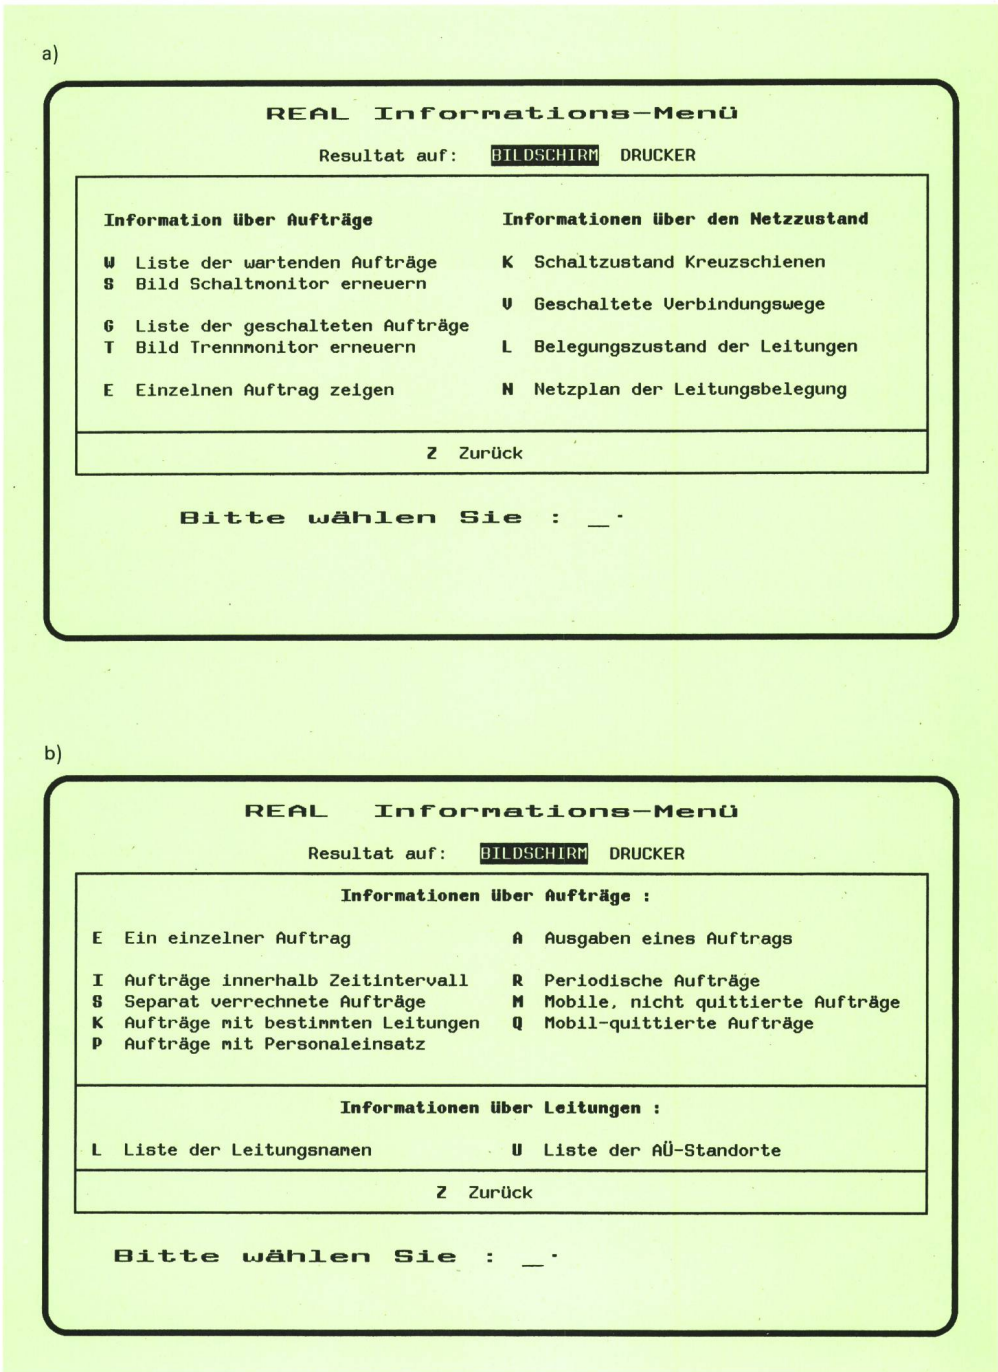 a)
REAL Informations-Menü
Resultat auf: BILDSCHIRM DRUCKER
Information über Aufträge
W Liste der wartenden Aufträge
S Bild Schaltmonitor erneuern
G Liste der geschalteten Aufträge
T Bild Trennmonitor erneuern
E Einzelnen Auftrag zeigen
Informationen über den Netzzustand
K Schaltzustand Kreuzschienen
V Geschaltete Verbindungswege
L Belegungszustand der Leitungen
N Netzplan der Leitungsbelegung
Z Zurück
Bitte wählen Sie : _
b)
REAL Informations-Menü
Resultat auf: BILDSCHIRM DRUCKER
Informationen über Aufträge :
E Ein einzelner Auftrag
I Aufträge innerhalb Zeitintervall
S Separat verrechnete Aufträge
K Aufträge mit bestimmten Leitungen
P Aufträge mit Personaleinsatz
A Ausgaben eines Auftrags
R Periodische Aufträge
M Mobile, nicht quittierte Aufträge
Q Mobil-quittierte Aufträge
Informationen über Leitungen :
L Liste der Leitungsnamen
U Liste der AÜ-Standorte
Z Zurück
Bitte wählen Sie : _